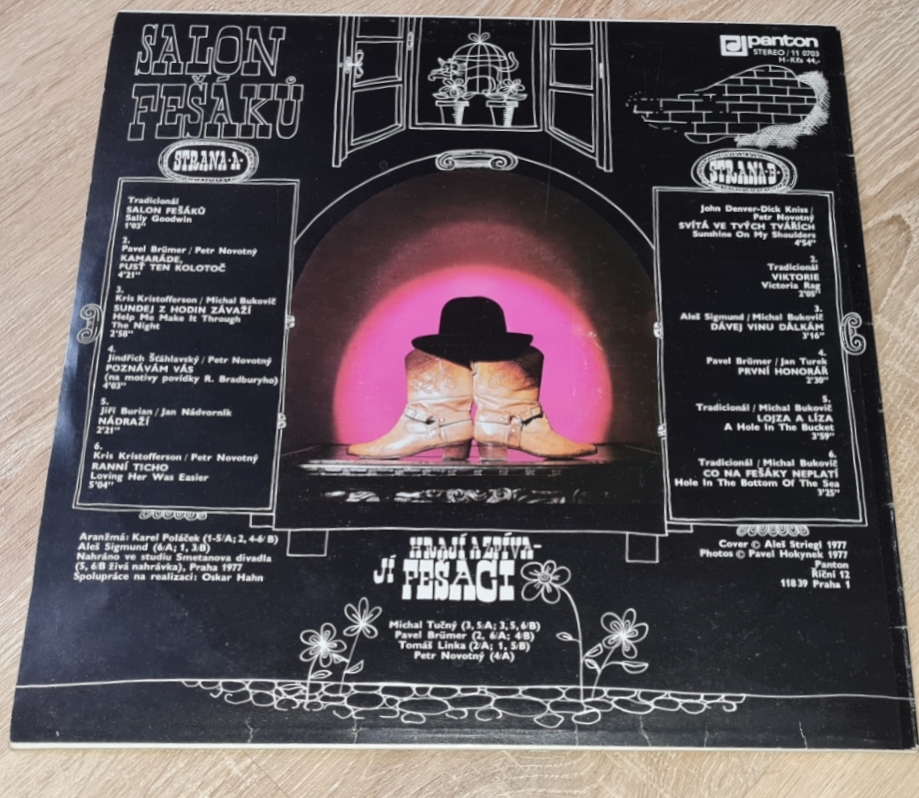 SALON
FEŠÁKŮ
panton
STEREO / 11 0703
H-Kčs 44,-
STRANA·A·
Tradicionál
SALON FEŠÁKŮ
Sally Goodwin
1'03"
2.
Pavel Brümer / Petr Novotný
KAMARÁDE,
PUSŤ TEN KOLOTOČ
4'21"
3.
Kris Kristofferson / Michal Bukovič
SUNDEJ Z HODIN ZÁVAŽÍ
Help Me Make It Through
The Night
2'58"
4.
Jindřich Šťáhlavský / Petr Novotný
POZNÁVÁM VÁS
(na motivy povídky R. Bradburyho)
4'03"
5.
Jiří Burian / Jan Nádvorník
NÁDRAŽÍ
2'21"
6.
Kris Kristofferson / Petr Novotný
RANNÍ TICHO
Loving Her Was Easier
5'04"
STRANA·B·
John Denver-Dick Kniss /
Petr Novotný
SVÍTÁ VE TVÝCH TVÁŘÍCH
Sunshine On My Shoulders
4'54"
2.
Tradicionál
VIKTORIE
Victoria Rag
2'05"
3.
Aleš Sigmund / Michal Bukovič
DÁVEJ VINU DÁLKÁM
3'16"
4.
Pavel Brümer / Jan Turek
PRVNÍ HONORÁŘ
2'30"
5.
Tradicionál / Michal Bukovič
LOJZA A LÍZA
A Hole In The Bucket
3'59"
6.
Tradicionál / Michal Bukovič
CO NA FEŠÁKY NEPLATÍ
Hole In The Bottom Of The Sea
3'25"
Aranžmá: Karel Poláček (1-5/A; 2, 4-6/B)
Aleš Sigmund (6/A; 1, 3/B)
Nahráno ve studiu Smetanova divadla
(5, 6/B živá nahrávka), Praha 1977
Spolupráce na realizaci: Oskar Hahn
HRAJÍ A ZPÍVA-
JÍ FEŠÁCI
Michal Tučný (3, 5/A; 3, 5, 6/B)
Pavel Brümer (2, 6/A; 4/B)
Tomáš Linka (2/A; 1, 5/B)
Petr Novotný (4/A)
Cover © Aleš Striegl 1977
Photos © Pavel Hokynek 1977
Panton
Říční 12
118 39 Praha 1